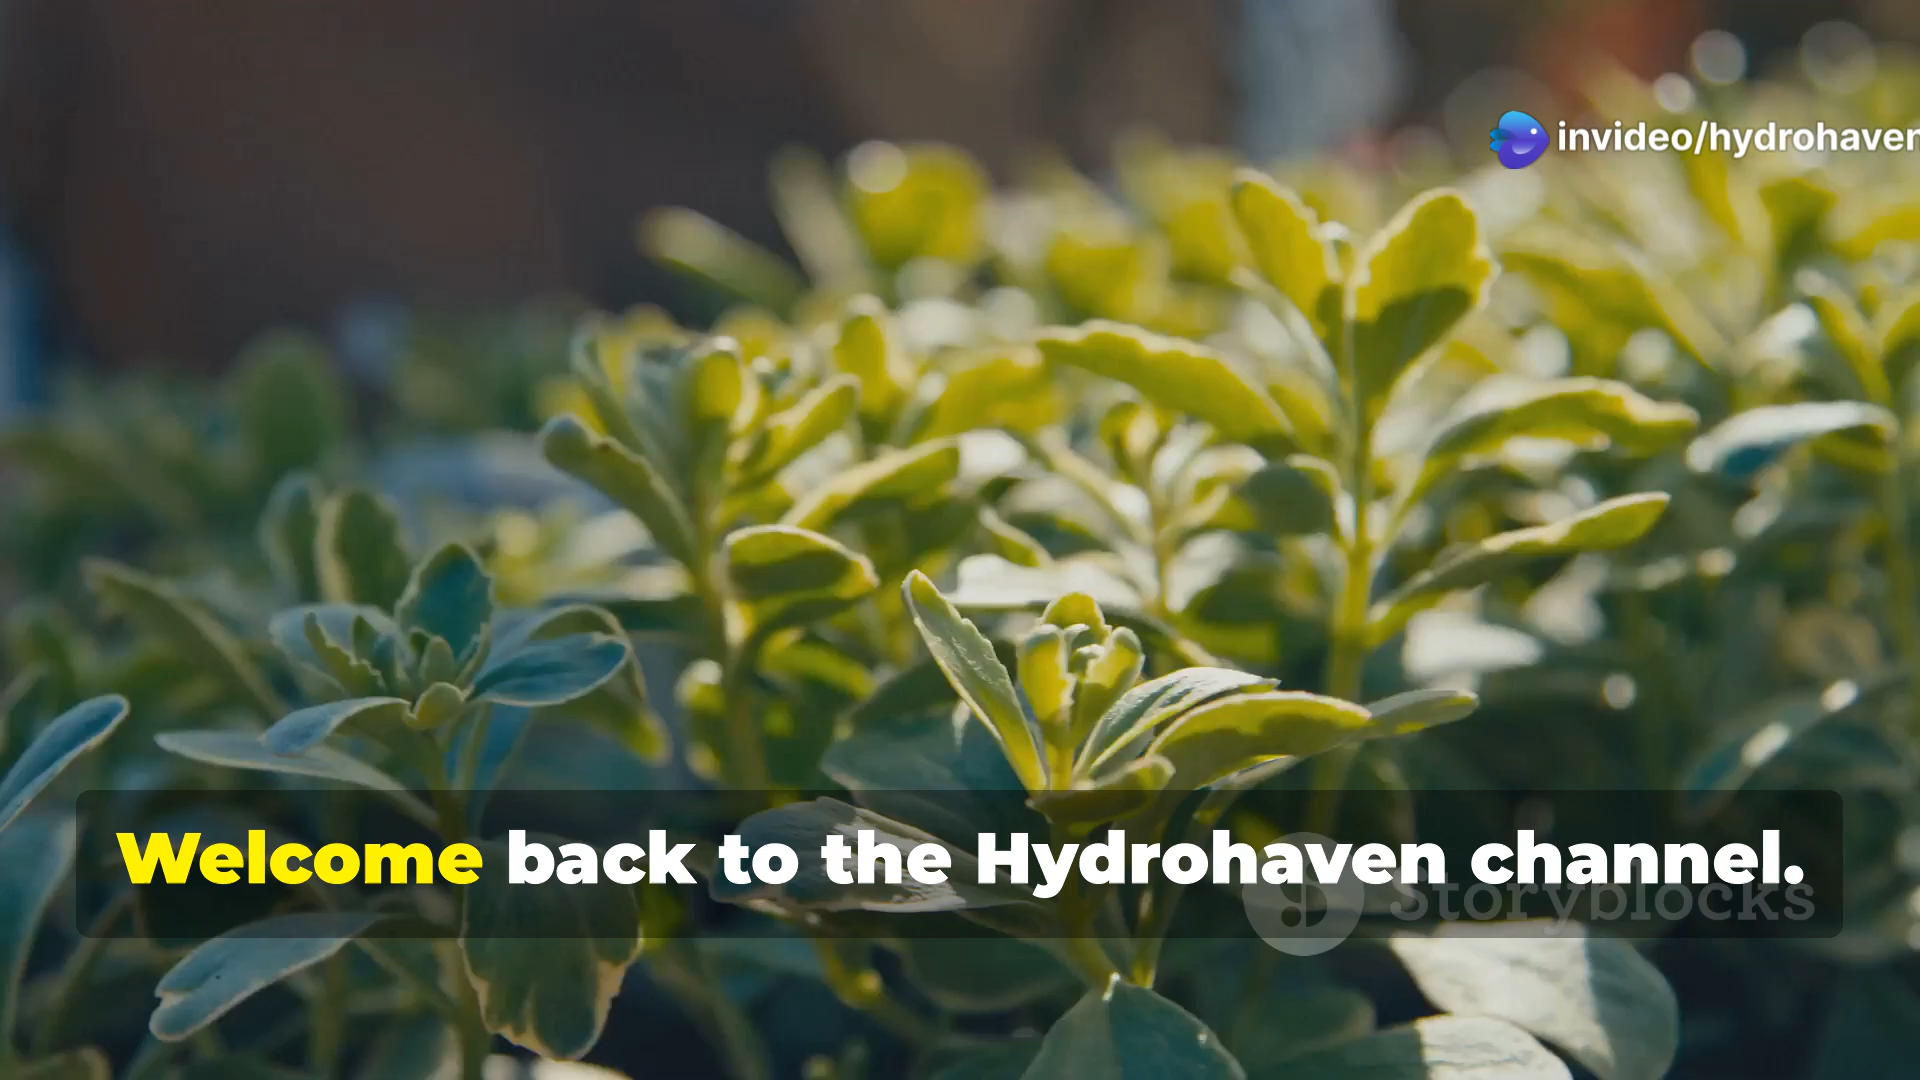 invideo/hydrohaven
Welcome back to the Hydrohaven channel.
Storyblocks